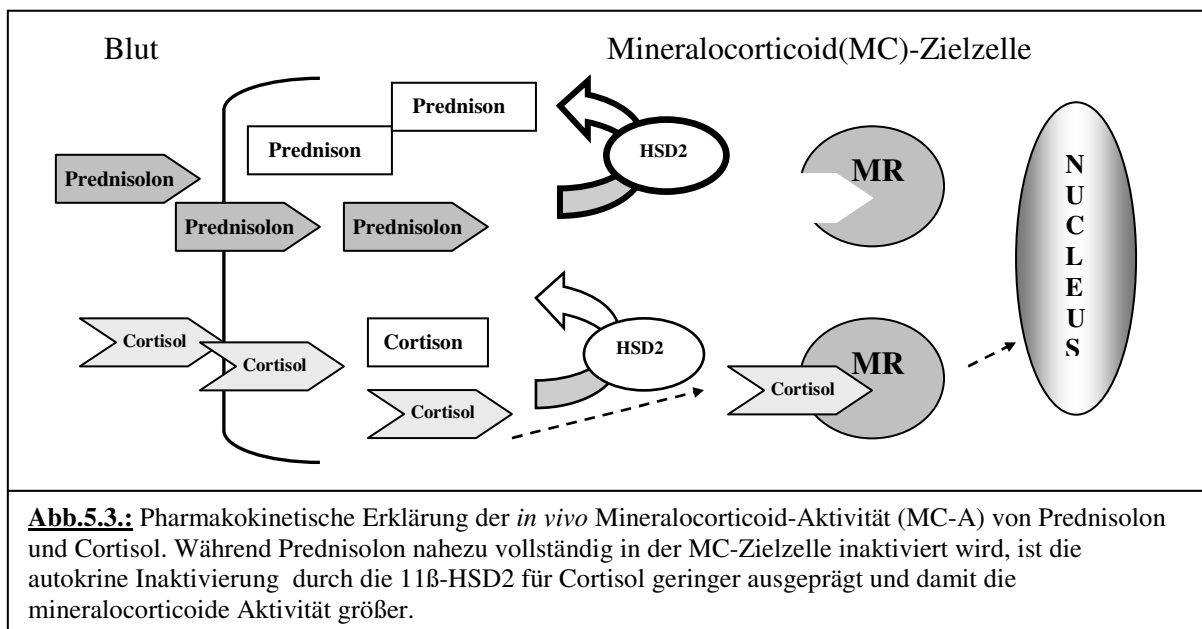 Blut
Mineralocorticoid(MC)-Zielzelle
Prednison
Prednison
HSD2
MR
Prednisolon
Prednisolon
Prednisolon
NUCLEUS
Cortisol
Cortisol
Cortison
HSD2
MR
Cortisol
Cortisol
Abb.5.3.: Pharmakokinetische Erklärung der in vivo Mineralocorticoid-Aktivität (MC-A) von Prednisolon
und Cortisol. Während Prednisolon nahezu vollständig in der MC-Zielzelle inaktiviert wird, ist die
autokrine Inaktivierung durch die 11ß-HSD2 für Cortisol geringer ausgeprägt und damit die
mineralocorticoide Aktivität größer.